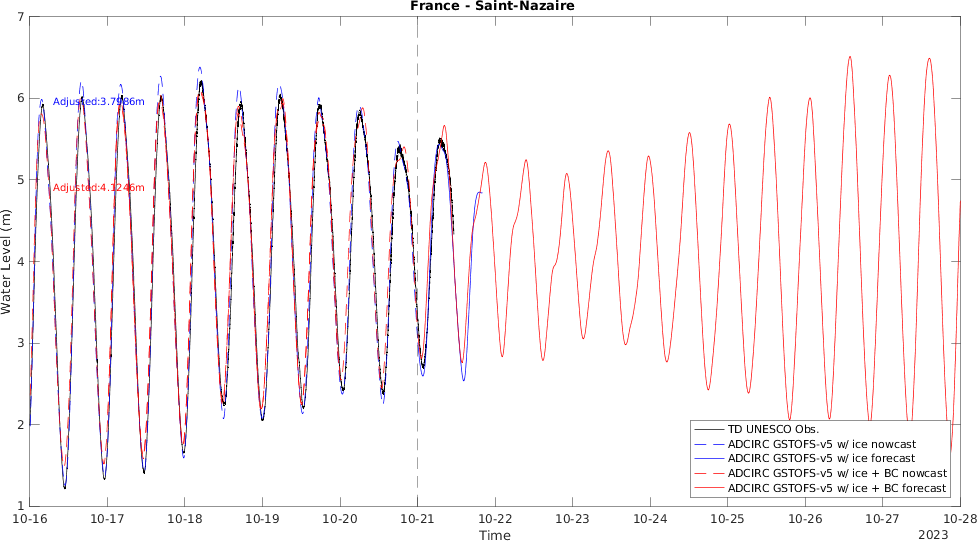 France - Saint-Nazaire
7
6
5
4
3
2
1
Water Level (m)
Adjusted:3.7986m
Adjusted:4.1246m
TD UNESCO Obs.
ADCIRC GSTOFS-v5 w/ ice nowcast
ADCIRC GSTOFS-v5 w/ ice forecast
ADCIRC GSTOFS-v5 w/ ice + BC nowcast
ADCIRC GSTOFS-v5 w/ ice + BC forecast
10-16 10-17 10-18 10-19 10-20 10-21 10-22 10-23 10-24 10-25 10-26 10-27 10-28
Time
2023